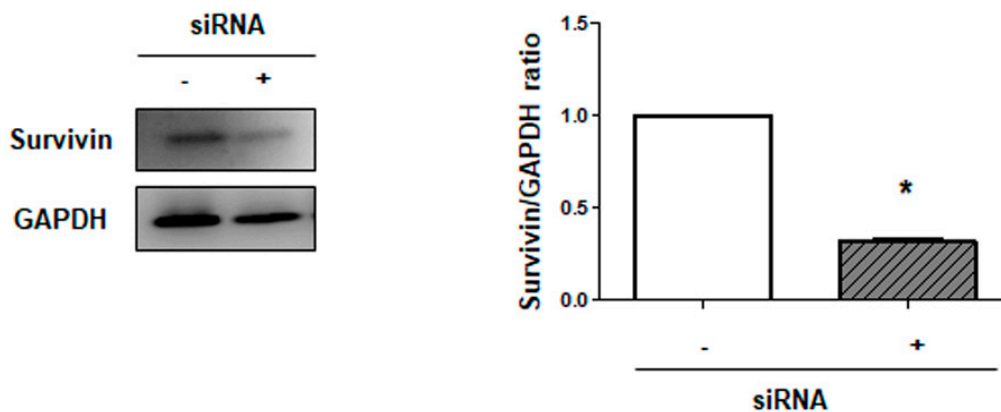 siRNA
- +
Survivin
GAPDH
Survivin/GAPDH ratio
1.5
1.0
0.5
0.0
*
- +
siRNA